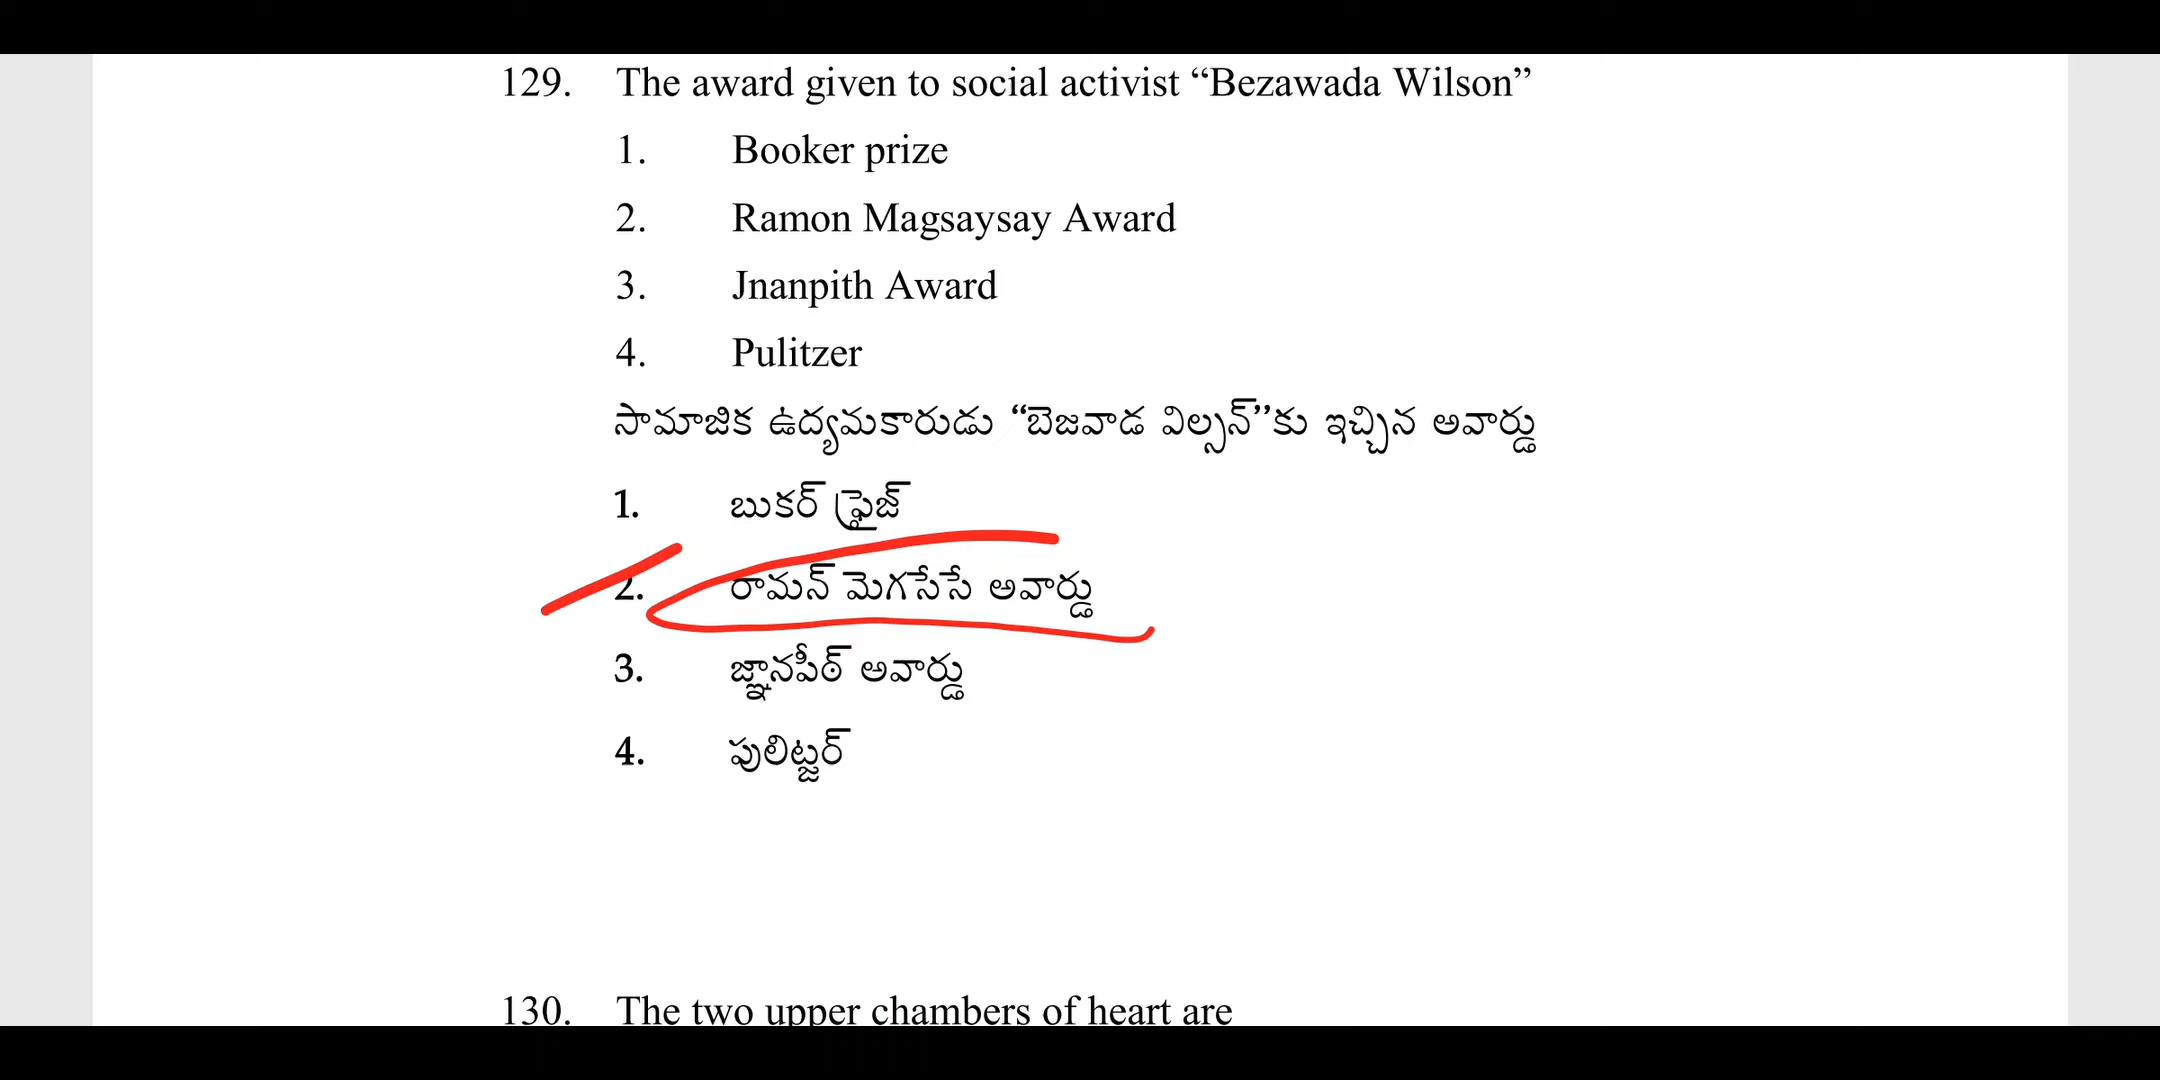 129. The award given to social activist “Bezawada Wilson”
1. Booker prize
2. Ramon Magsaysay Award
3. Jnanpith Award
4. Pulitzer
సామాజిక ఉద్యమకారుడు “బెజవాడ విల్సన్”కు ఇచ్చిన అవార్డు
1. బుకర్ ఫ్రైజ్
2. రామన్ మెగసేసే అవార్డు
3. జ్ఞానపీఠ్ అవార్డు
4. పులిట్జర్
130. The two upper chambers of heart are